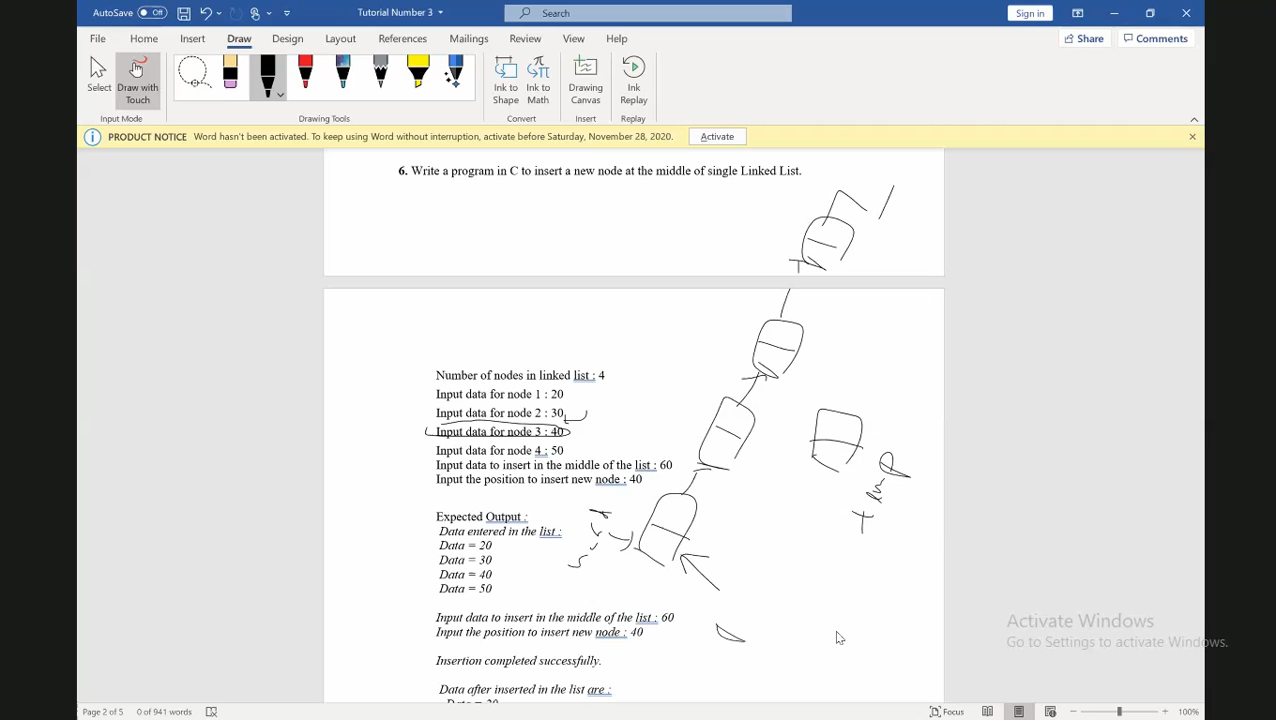 AutoSave Off Tutorial Number 3 Search Sign in
File Home Insert Draw Design Layout References Mailings Review View Help Share Comments
Select Draw with Touch Ink to Shape Ink to Math Drawing Canvas Ink Replay
Input Mode Drawing Tools Convert Insert Replay
PRODUCT NOTICE Word hasn't been activated. To keep using Word without interruption, activate before Saturday, November 28, 2020. Activate
6. Write a program in C to insert a new node at the middle of single Linked List.
Number of nodes in linked list : 4
Input data for node 1 : 20
Input data for node 2 : 30
Input data for node 3 : 40
Input data for node 4 : 50
Input data to insert in the middle of the list : 60
Input the position to insert new node : 40
Expected Output :
Data entered in the list :
Data = 20
Data = 30
Data = 40
Data = 50
Input data to insert in the middle of the list : 60
Input the position to insert new node : 40
Insertion completed successfully.
Data after inserted in the list are :
Activate Windows
Go to Settings to activate Windows.
Page 2 of 5 0 of 941 words Focus 100%